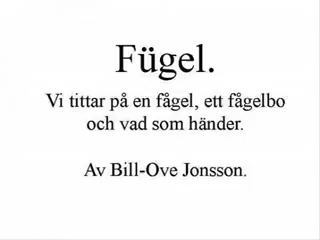 Fügel.
Vi tittar på en fågel, ett fågelbo
och vad som händer.
Av Bill-Ove Jonsson.